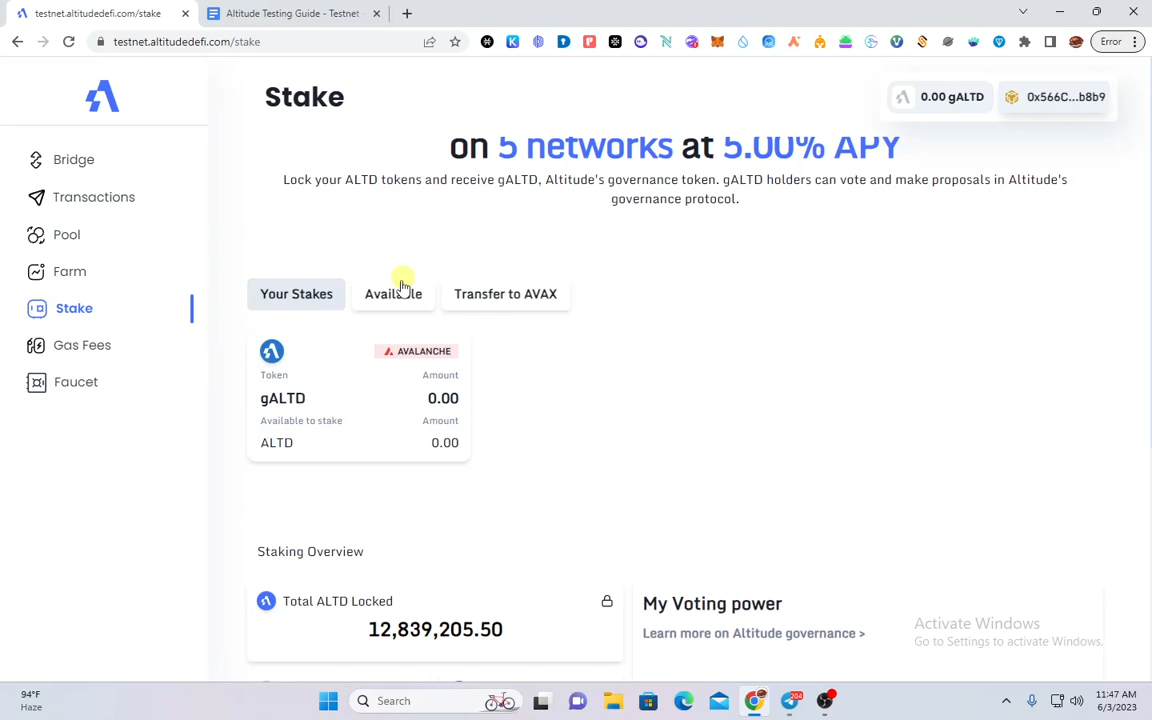 testnet.altitudedefi.com/stake
Altitude Testing Guide - Testnet
testnet.altitudedefi.com/stake
Error
Stake
0.00 gALTD
0x566C...b8b9
on 5 networks at 5.00% APY
Lock your ALTD tokens and receive gALTD, Altitude's governance token. gALTD holders can vote and make proposals in Altitude's
governance protocol.
Bridge
Transactions
Pool
Farm
Stake
Gas Fees
Faucet
Your Stakes
Available
Transfer to AVAX
AVALANCHE
Token
Amount
gALTD
0.00
Available to stake
Amount
ALTD
0.00
Staking Overview
Total ALTD Locked
12,839,205.50
My Voting power
Learn more on Altitude governance >
Activate Windows
Go to Settings to activate Windows.
94°F
Haze
Search
204
11:47 AM
6/3/2023